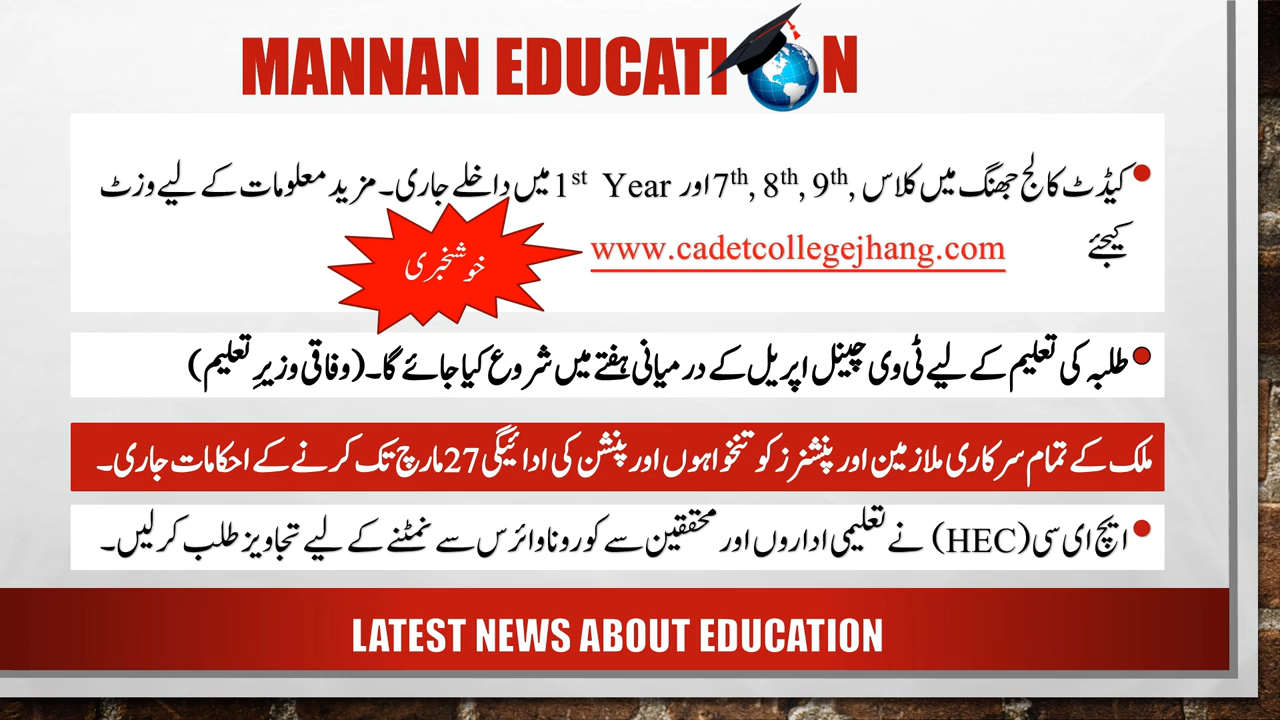 MANNAN EDUCATION
کیڈٹ کالج جھنگ میں کلاس 7th, 8th, 9th, اور 1st Year میں داخلے جاری۔ مزید معلومات کے لیے وزٹ
کیجئے www.cadetcollegejhang.com
خوشخبری
طلبہ کی تعلیم کے لیے ٹی وی چینل اپریل کے درمیانی ہفتے میں شروع کیا جائے گا۔ (وفاقی وزیرِ تعلیم)
ملک کے تمام سرکاری ملازمین اور پنشنرز کو تنخواہوں اور پنشن کی ادائیگی 27 مارچ تک کرنے کے احکامات جاری۔
ایچ ای سی (HEC) نے تعلیمی اداروں اور محققین سے کورونا وائرس سے نمٹنے کے لیے تجاویز طلب کر لیں۔
LATEST NEWS ABOUT EDUCATION